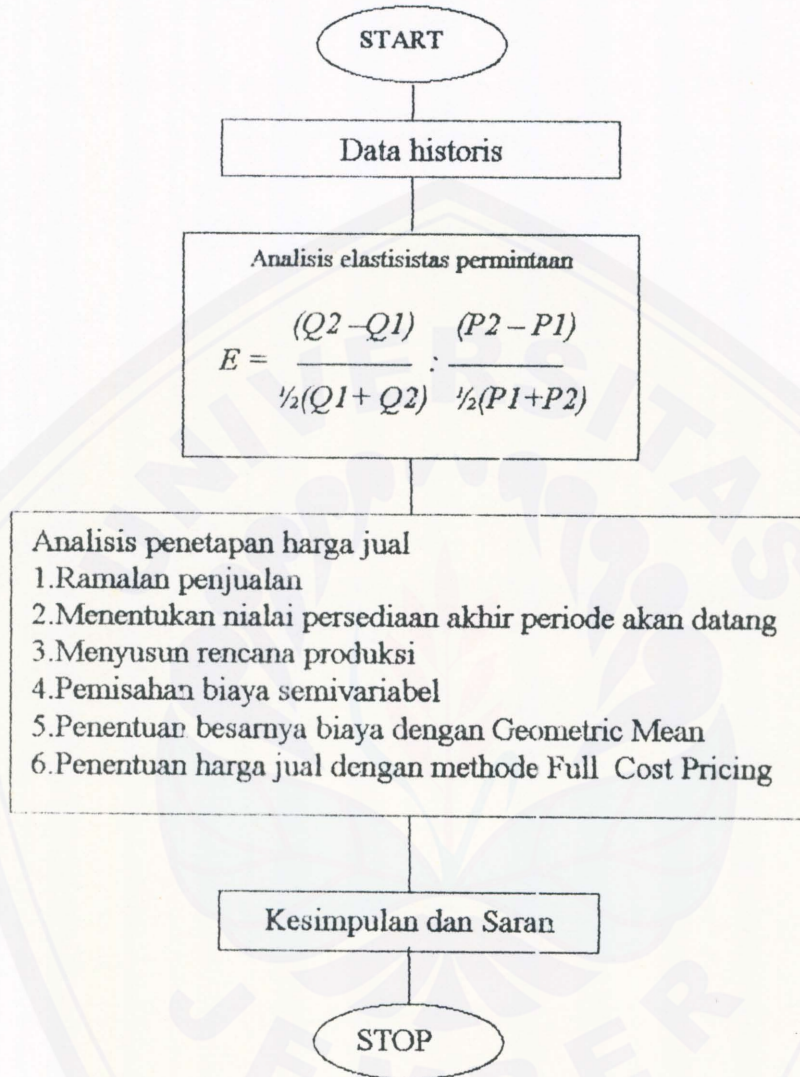 START
Data historis
Analisis elastisistas permintaan
(Q2 – Q1) (P2 – P1)
E = ———— : ————
½(Q1 + Q2) ½(P1+P2)
Analisis penetapan harga jual
1.Ramalan penjualan
2.Menentukan nialai persediaan akhir periode akan datang
3.Menyusun rencana produksi
4.Pemisahan biaya semivariabel
5.Penentuan besarnya biaya dengan Geometric Mean
6.Penentuan harga jual dengan methode Full Cost Pricing
Kesimpulan dan Saran
STOP
UNIVERSITAS
JEMBER